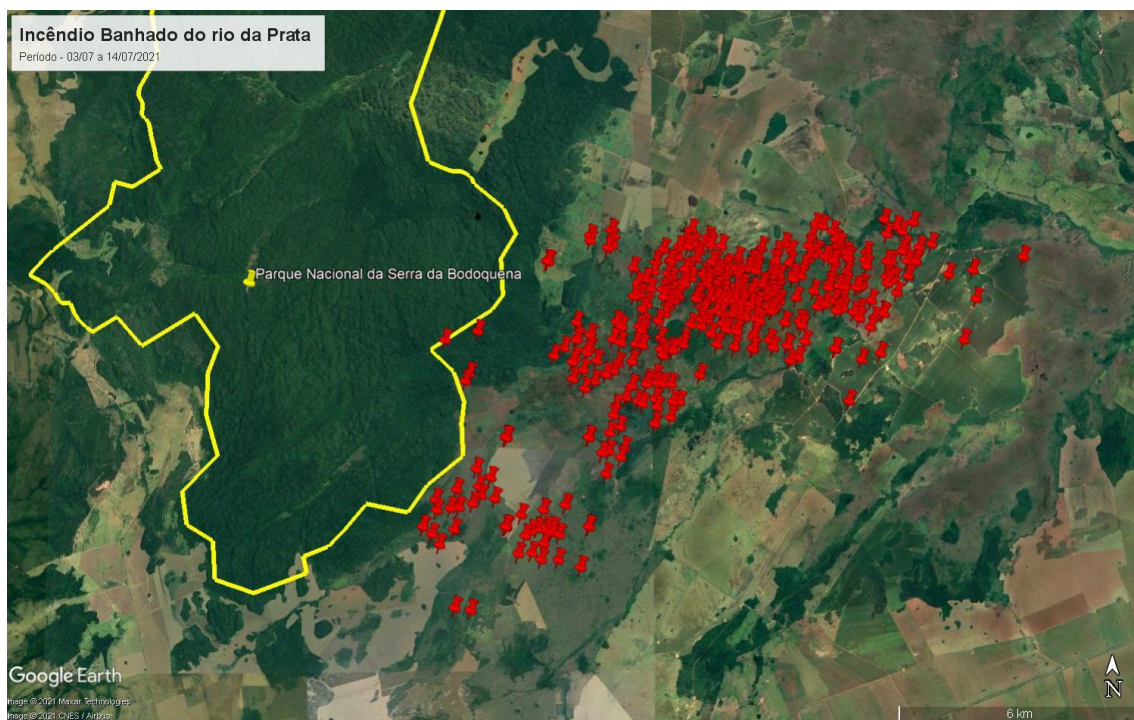 Incêndio Banhado do rio da Prata
Período - 03/07 a 14/07/2021
Parque Nacional da Serra da Bodoquena
Google Earth
Image © 2021 Maxar Technologies
Image © 2021 CNES / Airbus
N
6 km